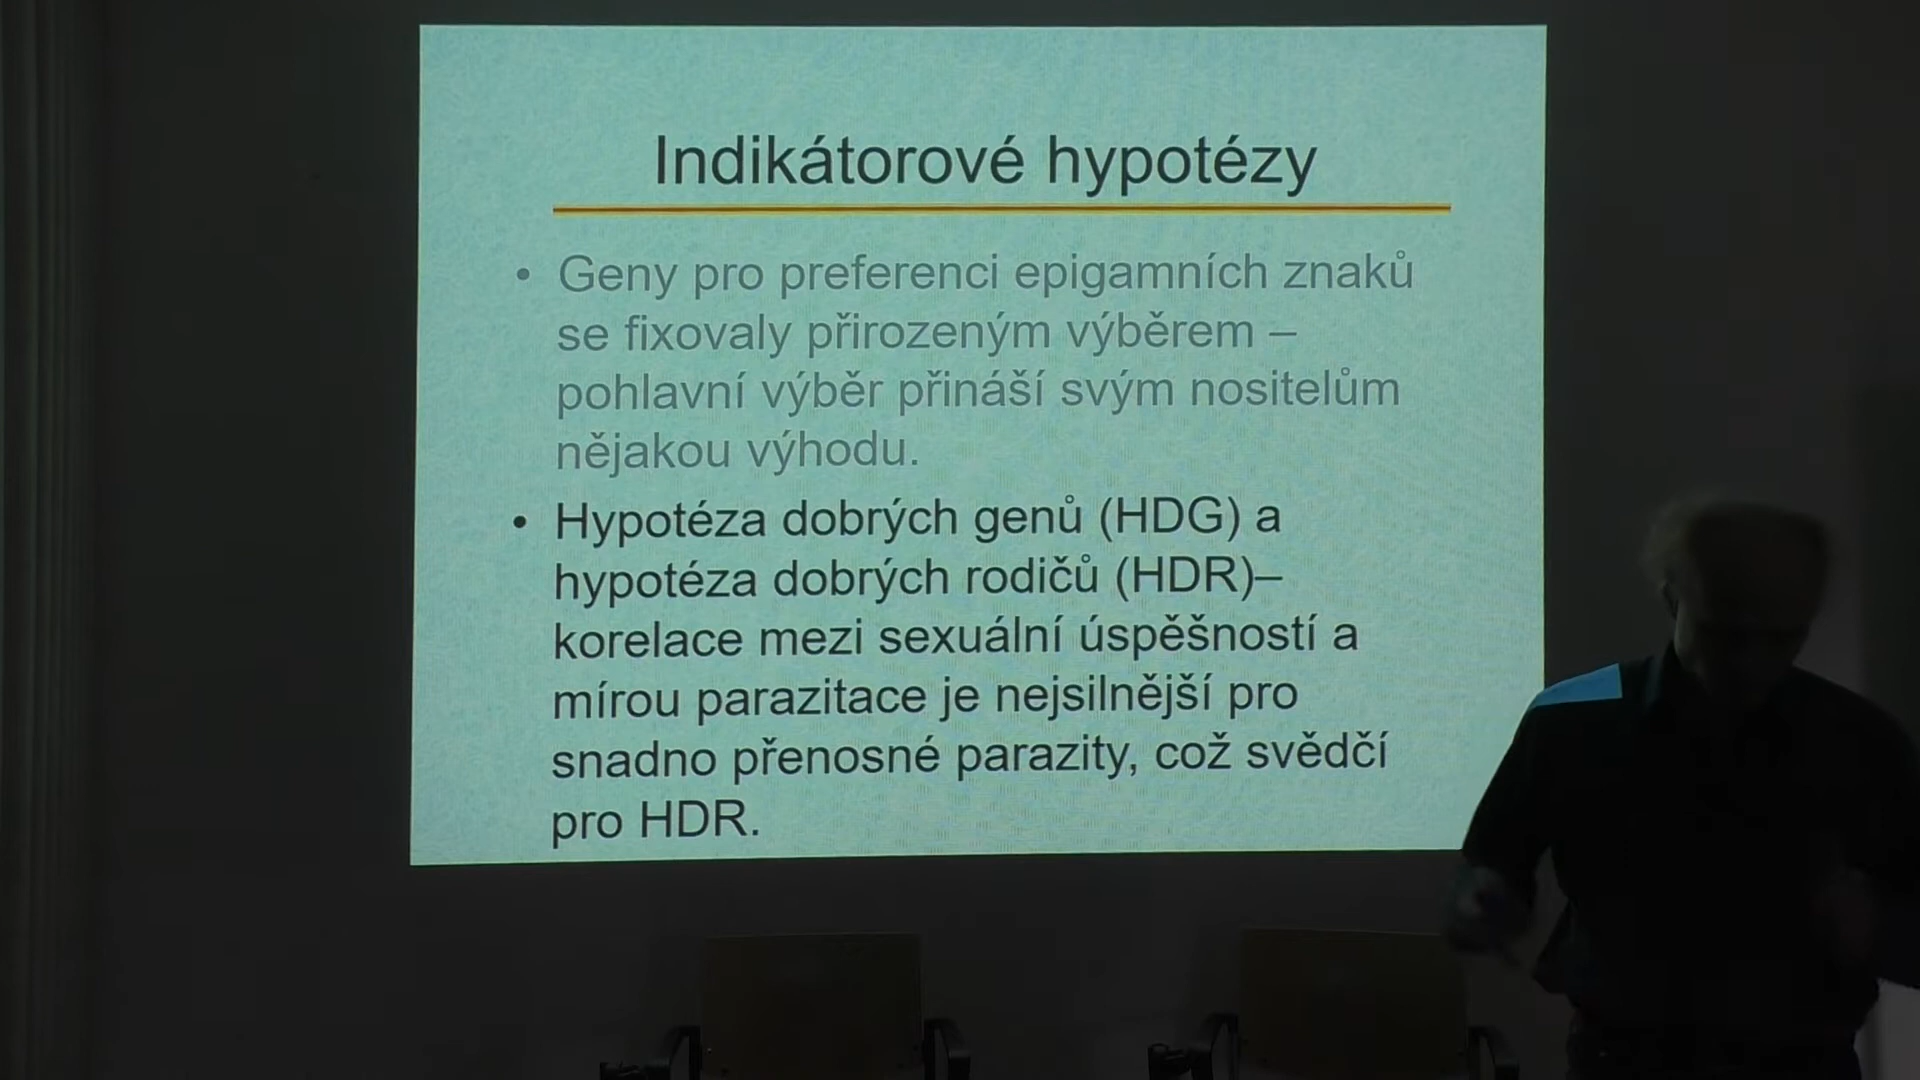 Indikátorové hypotézy
• Geny pro preferenci epigamních znaků
se fixovaly přirozeným výběrem –
pohlavní výběr přináší svým nositelům
nějakou výhodu.
• Hypotéza dobrých genů (HDG) a
hypotéza dobrých rodičů (HDR)–
korelace mezi sexuální úspěšností a
mírou parazitace je nejsilnější pro
snadno přenosné parazity, což svědčí
pro HDR.